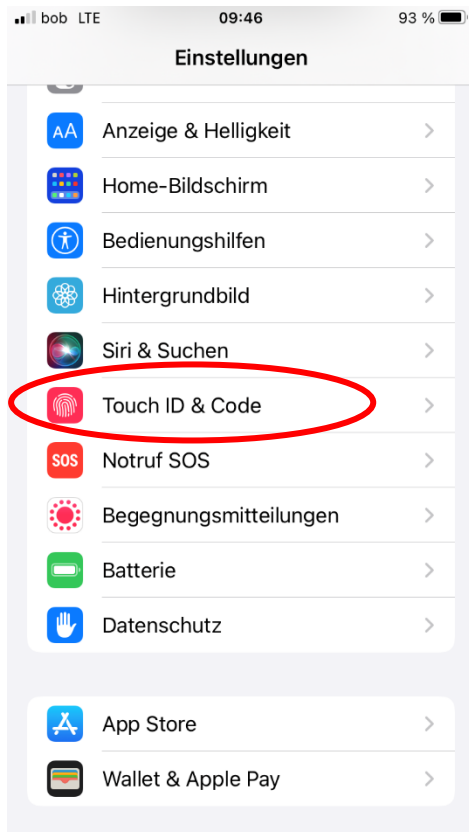 bob LTE 09:46 93 %
Einstellungen
AA Anzeige & Helligkeit
Home-Bildschirm
Bedienungshilfen
Hintergrundbild
Siri & Suchen
Touch ID & Code
SOS Notruf SOS
Begegnungsmitteilungen
Batterie
Datenschutz
App Store
Wallet & Apple Pay